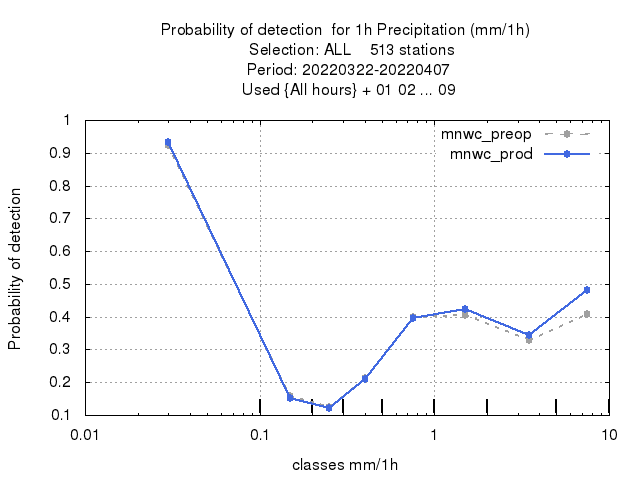 Probability of detection  for 1h Precipitation (mm/1h)
Selection: ALL    513 stations
Period: 20220322-20220407
Used {All hours} + 01 02 ... 09
mnwc_preop
mnwc_prod
Probability of detection
1
0.9
0.8
0.7
0.6
0.5
0.4
0.3
0.2
0.1
0.01 0.1 1 10
classes mm/1h